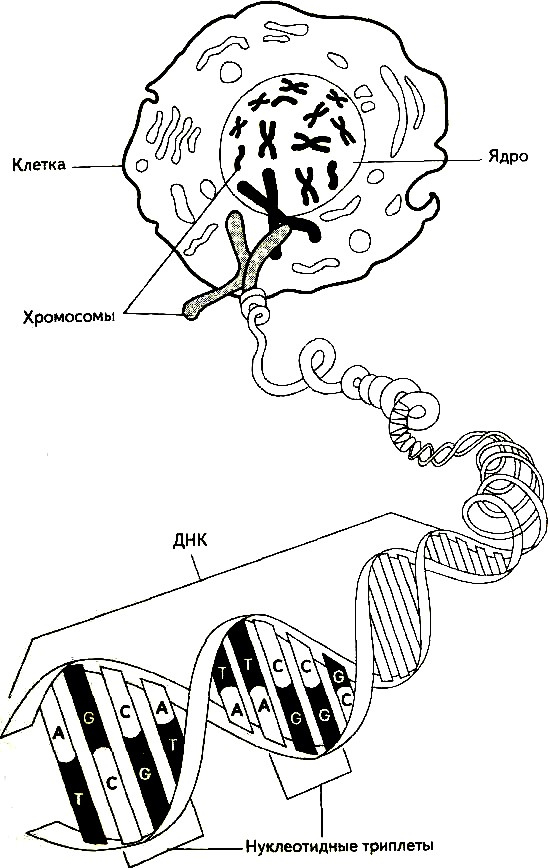 Клетка
Ядро
Хромосомы
ДНК
T T C C G
A A G G C
A G C A
T C G T
Нуклеотидные триплеты